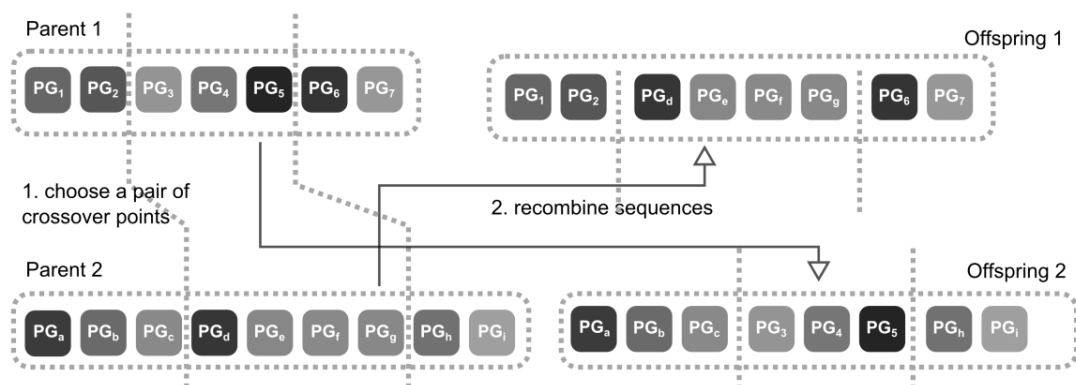 Parent 1
PG1 PG2 PG3 PG4 PG5 PG6 PG7
Offspring 1
PG1 PG2 PGd PGe PGf PGg PG6 PG7
1. choose a pair of
crossover points
2. recombine sequences
Parent 2
PGa PGb PGc PGd PGe PGf PGg PGh PGi
Offspring 2
PGa PGb PGc PG3 PG4 PG5 PGh PGi